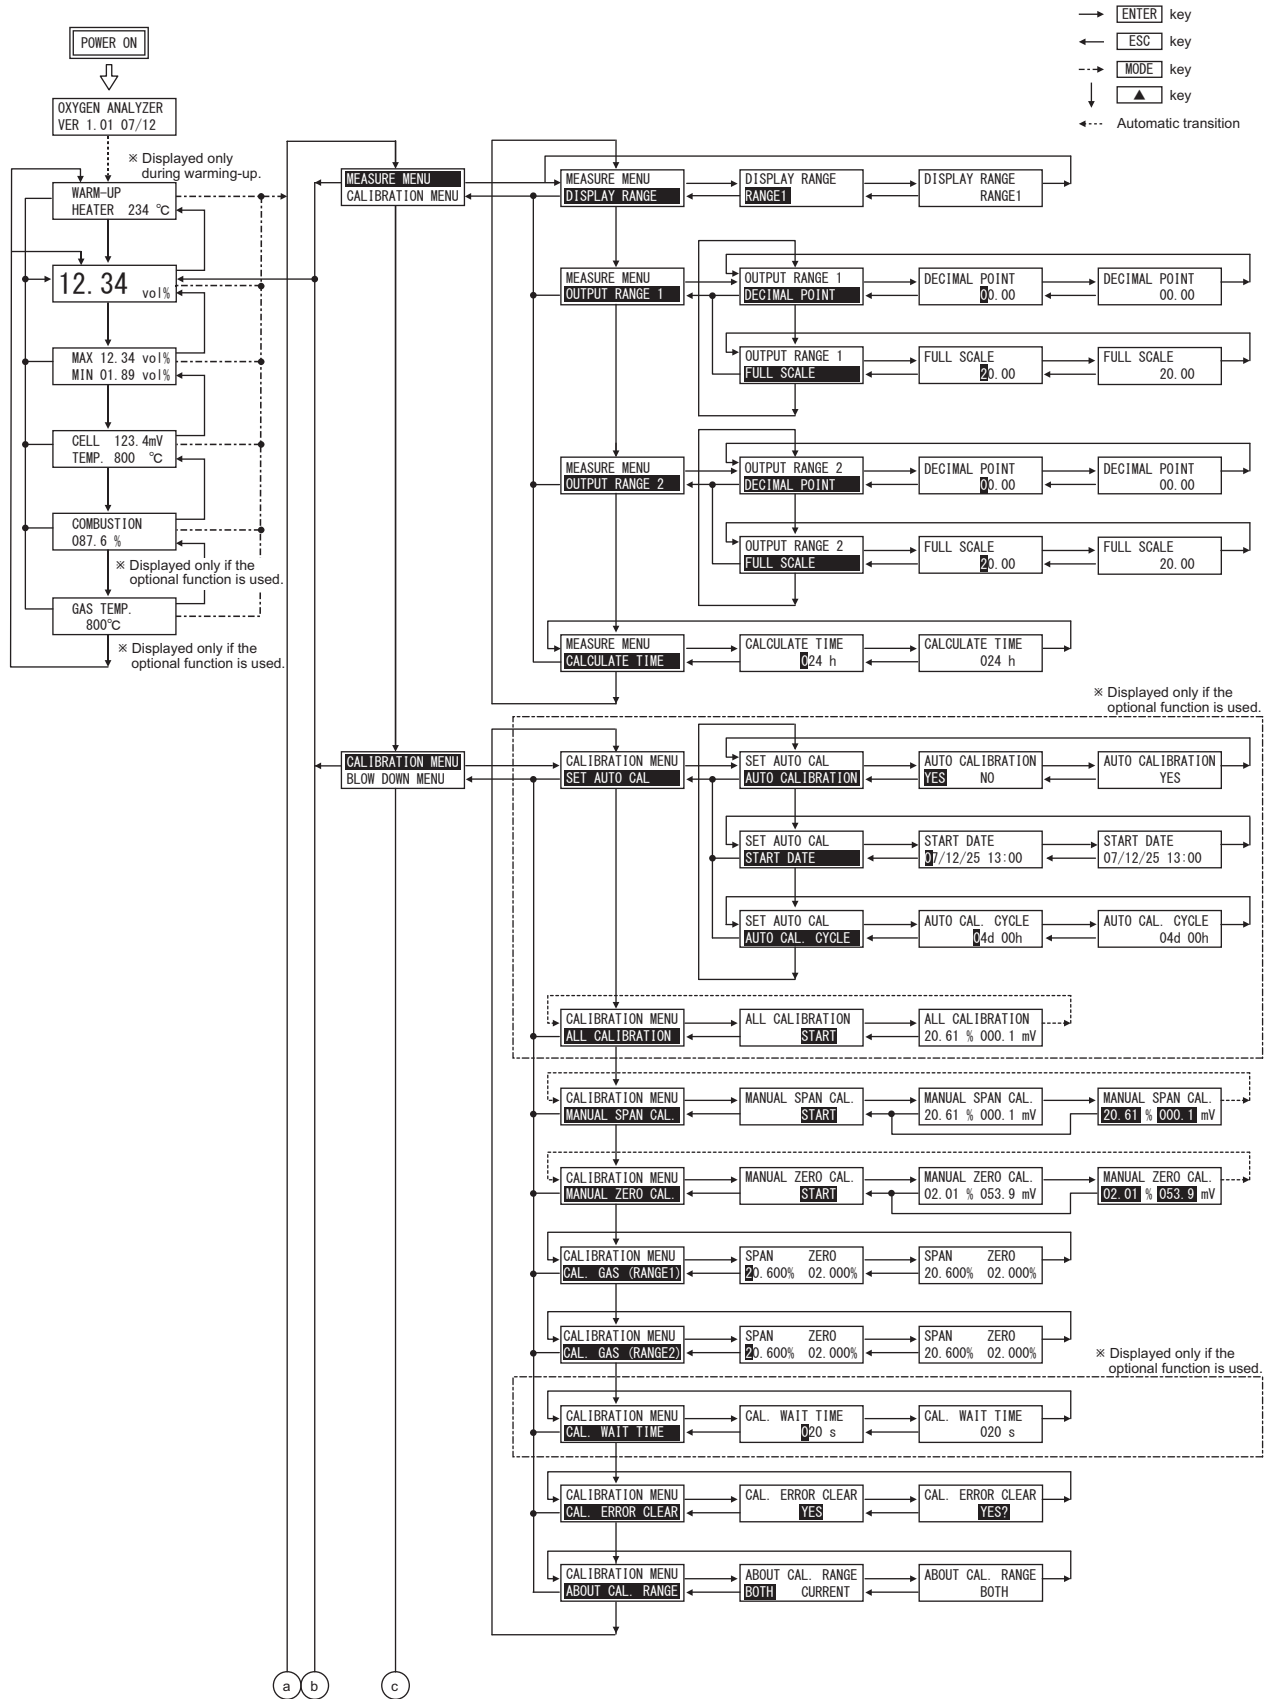 ENTER key
ESC key
MODE key
▲ key
Automatic transition
POWER ON
OXYGEN ANALYZER
VER 1.01 07/12
※ Displayed only
during warming-up.
WARM-UP
HEATER 234 ℃
12.34
vol%
MAX 12.34 vol%
MIN 01.89 vol%
CELL 123.4mV
TEMP. 800 ℃
COMBUSTION
087.6 %
※ Displayed only if the
optional function is used.
GAS TEMP.
800℃
※ Displayed only if the
optional function is used.
MEASURE MENU
CALIBRATION MENU
MEASURE MENU
DISPLAY RANGE
DISPLAY RANGE
RANGE1
DISPLAY RANGE
RANGE1
MEASURE MENU
OUTPUT RANGE 1
OUTPUT RANGE 1
DECIMAL POINT
DECIMAL POINT
00.00
DECIMAL POINT
00.00
OUTPUT RANGE 1
FULL SCALE
FULL SCALE
20.00
FULL SCALE
20.00
MEASURE MENU
OUTPUT RANGE 2
OUTPUT RANGE 2
DECIMAL POINT
DECIMAL POINT
00.00
DECIMAL POINT
00.00
OUTPUT RANGE 2
FULL SCALE
FULL SCALE
20.00
FULL SCALE
20.00
MEASURE MENU
CALCULATE TIME
CALCULATE TIME
024 h
CALCULATE TIME
024 h
※ Displayed only if the
optional function is used.
CALIBRATION MENU
BLOW DOWN MENU
CALIBRATION MENU
SET AUTO CAL
SET AUTO CAL
AUTO CALIBRATION
AUTO CALIBRATION
YES NO
AUTO CALIBRATION
YES
SET AUTO CAL
START DATE
START DATE
07/12/25 13:00
START DATE
07/12/25 13:00
SET AUTO CAL
AUTO CAL. CYCLE
AUTO CAL. CYCLE
04d 00h
AUTO CAL. CYCLE
04d 00h
CALIBRATION MENU
ALL CALIBRATION
ALL CALIBRATION
START
ALL CALIBRATION
20.61 % 000.1 mV
CALIBRATION MENU
MANUAL SPAN CAL.
MANUAL SPAN CAL.
START
MANUAL SPAN CAL.
20.61 % 000.1 mV
MANUAL SPAN CAL.
20.61 % 000.1 mV
CALIBRATION MENU
MANUAL ZERO CAL.
MANUAL ZERO CAL.
START
MANUAL ZERO CAL.
02.01 % 053.9 mV
MANUAL ZERO CAL.
02.01 % 053.9 mV
CALIBRATION MENU
CAL. GAS (RANGE1)
SPAN ZERO
20.600% 02.000%
SPAN ZERO
20.600% 02.000%
CALIBRATION MENU
CAL. GAS (RANGE2)
SPAN ZERO
20.600% 02.000%
SPAN ZERO
20.600% 02.000%
※ Displayed only if the
optional function is used.
CALIBRATION MENU
CAL. WAIT TIME
CAL. WAIT TIME
020 s
CAL. WAIT TIME
020 s
CALIBRATION MENU
CAL. ERROR CLEAR
CAL. ERROR CLEAR
YES
CAL. ERROR CLEAR
YES?
CALIBRATION MENU
ABOUT CAL. RANGE
ABOUT CAL. RANGE
BOTH CURRENT
ABOUT CAL. RANGE
BOTH
a b c